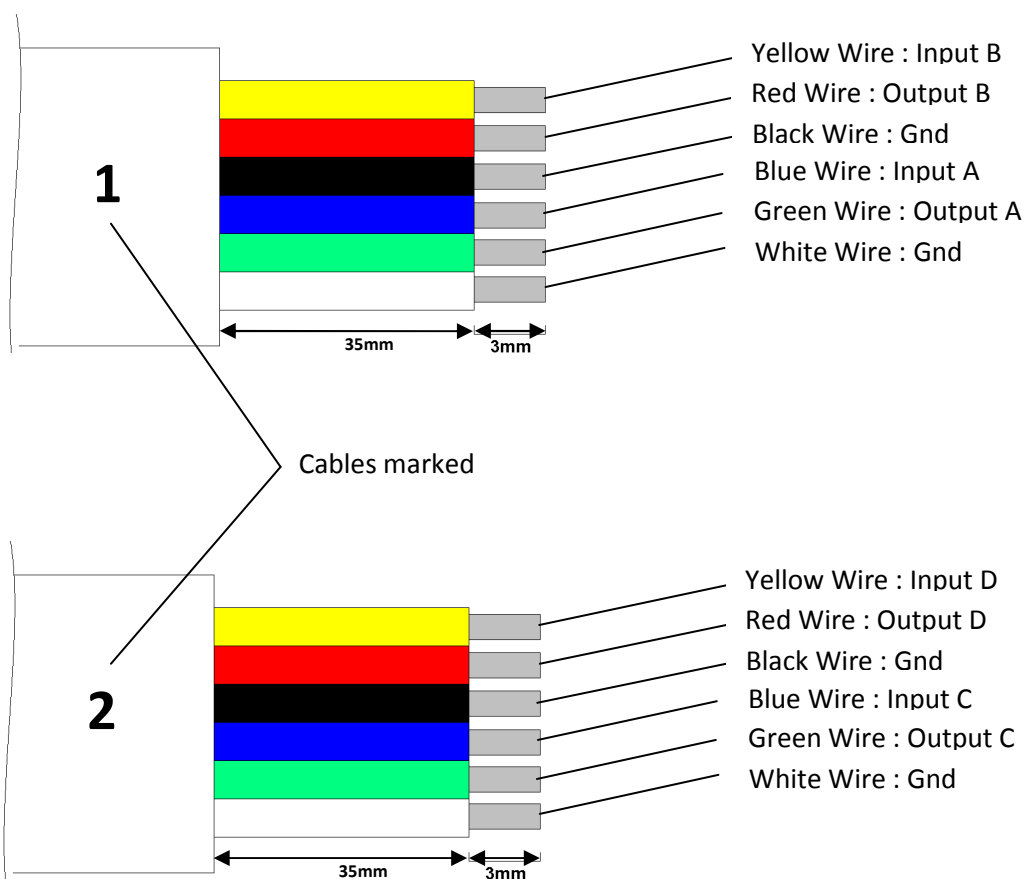 Yellow Wire : Input B
Red Wire : Output B
Black Wire : Gnd
Blue Wire : Input A
Green Wire : Output A
White Wire : Gnd
1
35mm
3mm
Cables marked
Yellow Wire : Input D
Red Wire : Output D
Black Wire : Gnd
Blue Wire : Input C
Green Wire : Output C
White Wire : Gnd
2
35mm
3mm